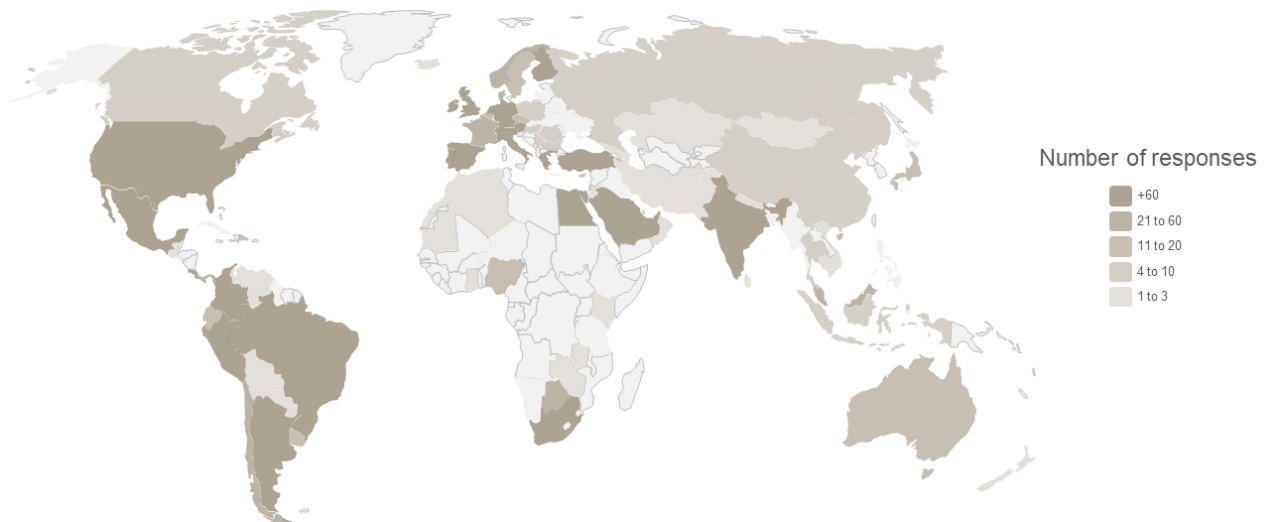 Number of responses
+60
21 to 60
11 to 20
4 to 10
1 to 3